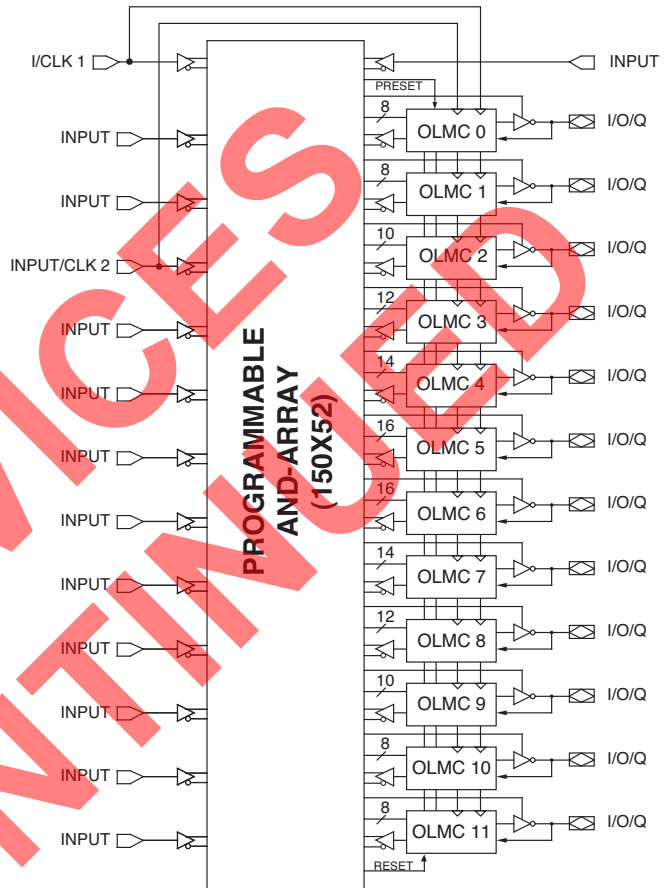 I/CLK 1
INPUT
INPUT
INPUT/CLK 2
INPUT
INPUT
INPUT
INPUT
INPUT
INPUT
INPUT
INPUT
INPUT
PROGRAMMABLE
AND-ARRAY
(150X52)
INPUT
PRESET
8
OLMC 0
I/O/Q
8
OLMC 1
I/O/Q
10
OLMC 2
I/O/Q
12
OLMC 3
I/O/Q
14
OLMC 4
I/O/Q
16
OLMC 5
I/O/Q
16
OLMC 6
I/O/Q
14
OLMC 7
I/O/Q
12
OLMC 8
I/O/Q
10
OLMC 9
I/O/Q
8
OLMC 10
I/O/Q
8
OLMC 11
I/O/Q
RESET
VICES
NTINUED